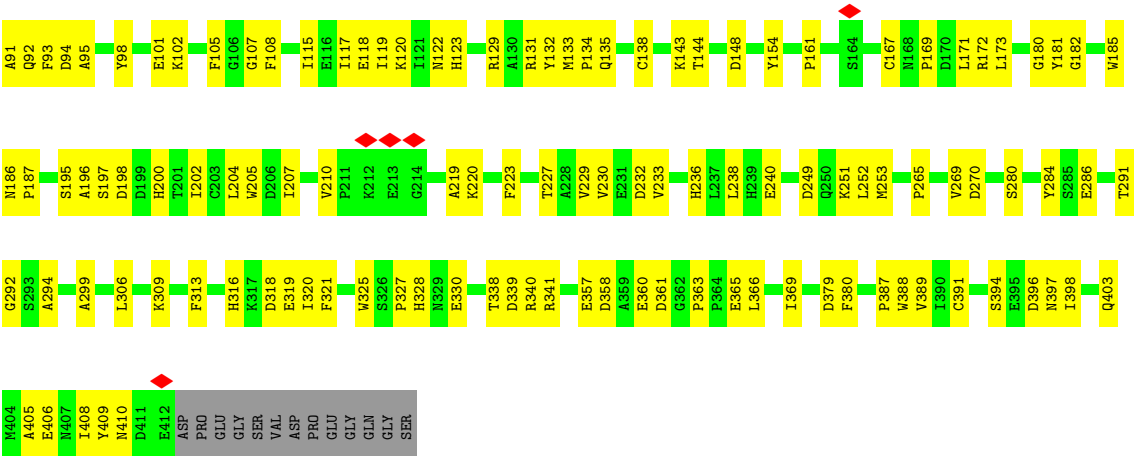 A91 Q92 F93 D94 A95 Y98 E101 K102 F105 G106 G107 F108 I115 E116 I117 E118 I119 K120 I121 N122 H123 R129 A130 R131 Y132 M133 P134 Q135 C138 K143 T144 D148 Y154 P161 S164 C167 N168 P169 D170 L171 R172 L173 G180 Y181 G182 W185
N186 P187 S195 A196 S197 D198 D199 H200 T201 I202 C203 L204 W205 D206 I207 V210 P211 K212 E213 G214 A219 K220 F223 T227 A228 V229 V230 E231 D232 V233 H236 L237 L238 H239 E240 D249 Q250 K251 L252 M253 P265 V269 D270 S280 Y284 S285 E286 T291
G292 S293 A294 A299 L306 K309 F313 H316 K317 D318 E319 I320 F321 W325 S326 P327 H328 N329 E330 T338 D339 R340 R341 E357 D358 A359 E360 D361 G362 P363 P364 E365 L366 I369 D379 F380 P387 W388 V389 I390 C391 S394 E395 D396 N397 I398 Q403
M404 A405 E406 N407 I408 Y409 N410 D411 E412 ASP PRO GLU GLY SER VAL ASP PRO GLU GLY GLN GLY SER